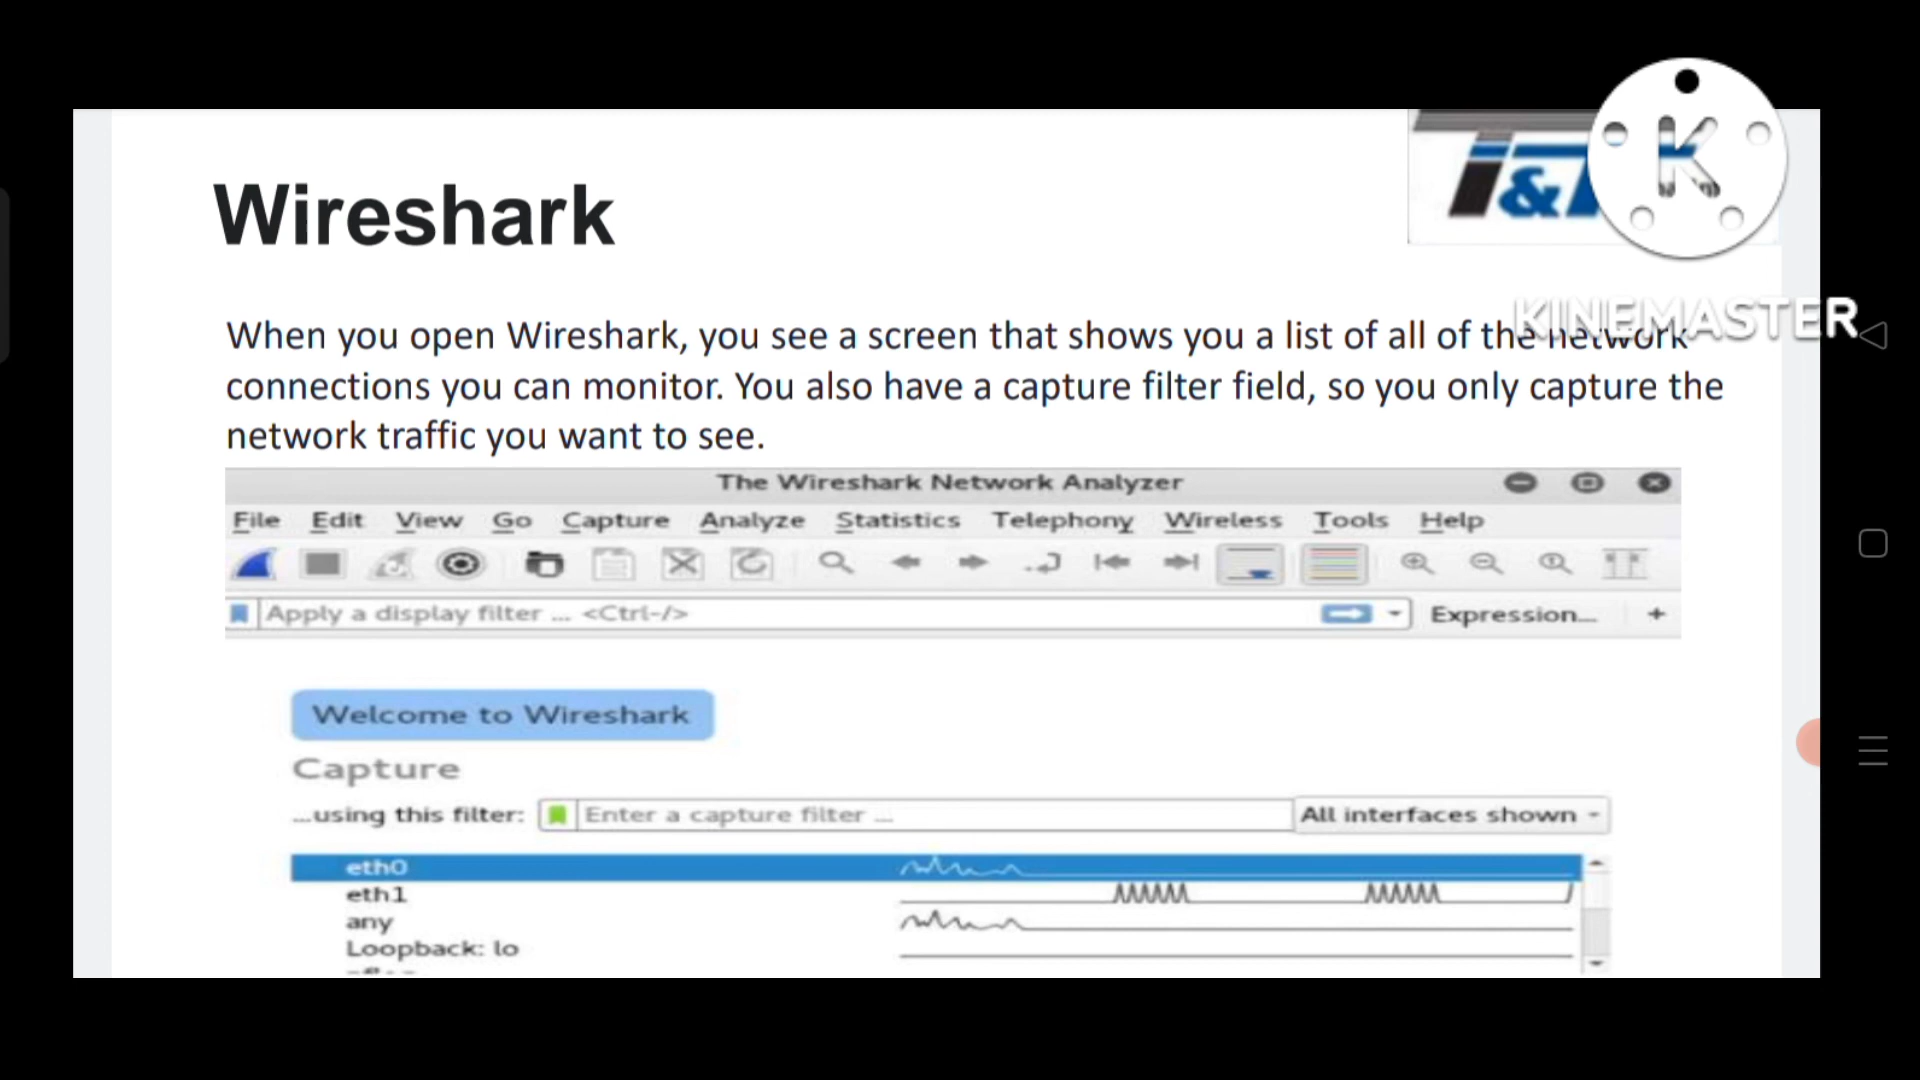 Wireshark
T&
K
KINEMASTER
When you open Wireshark, you see a screen that shows you a list of all of the network
connections you can monitor. You also have a capture filter field, so you only capture the
network traffic you want to see.
The Wireshark Network Analyzer
File Edit View Go Capture Analyze Statistics Telephony Wireless Tools Help
Apply a display filter ... <Ctrl-/> Expression... +
Welcome to Wireshark
Capture
...using this filter: Enter a capture filter ... All interfaces shown
eth0
eth1
any
Loopback: lo